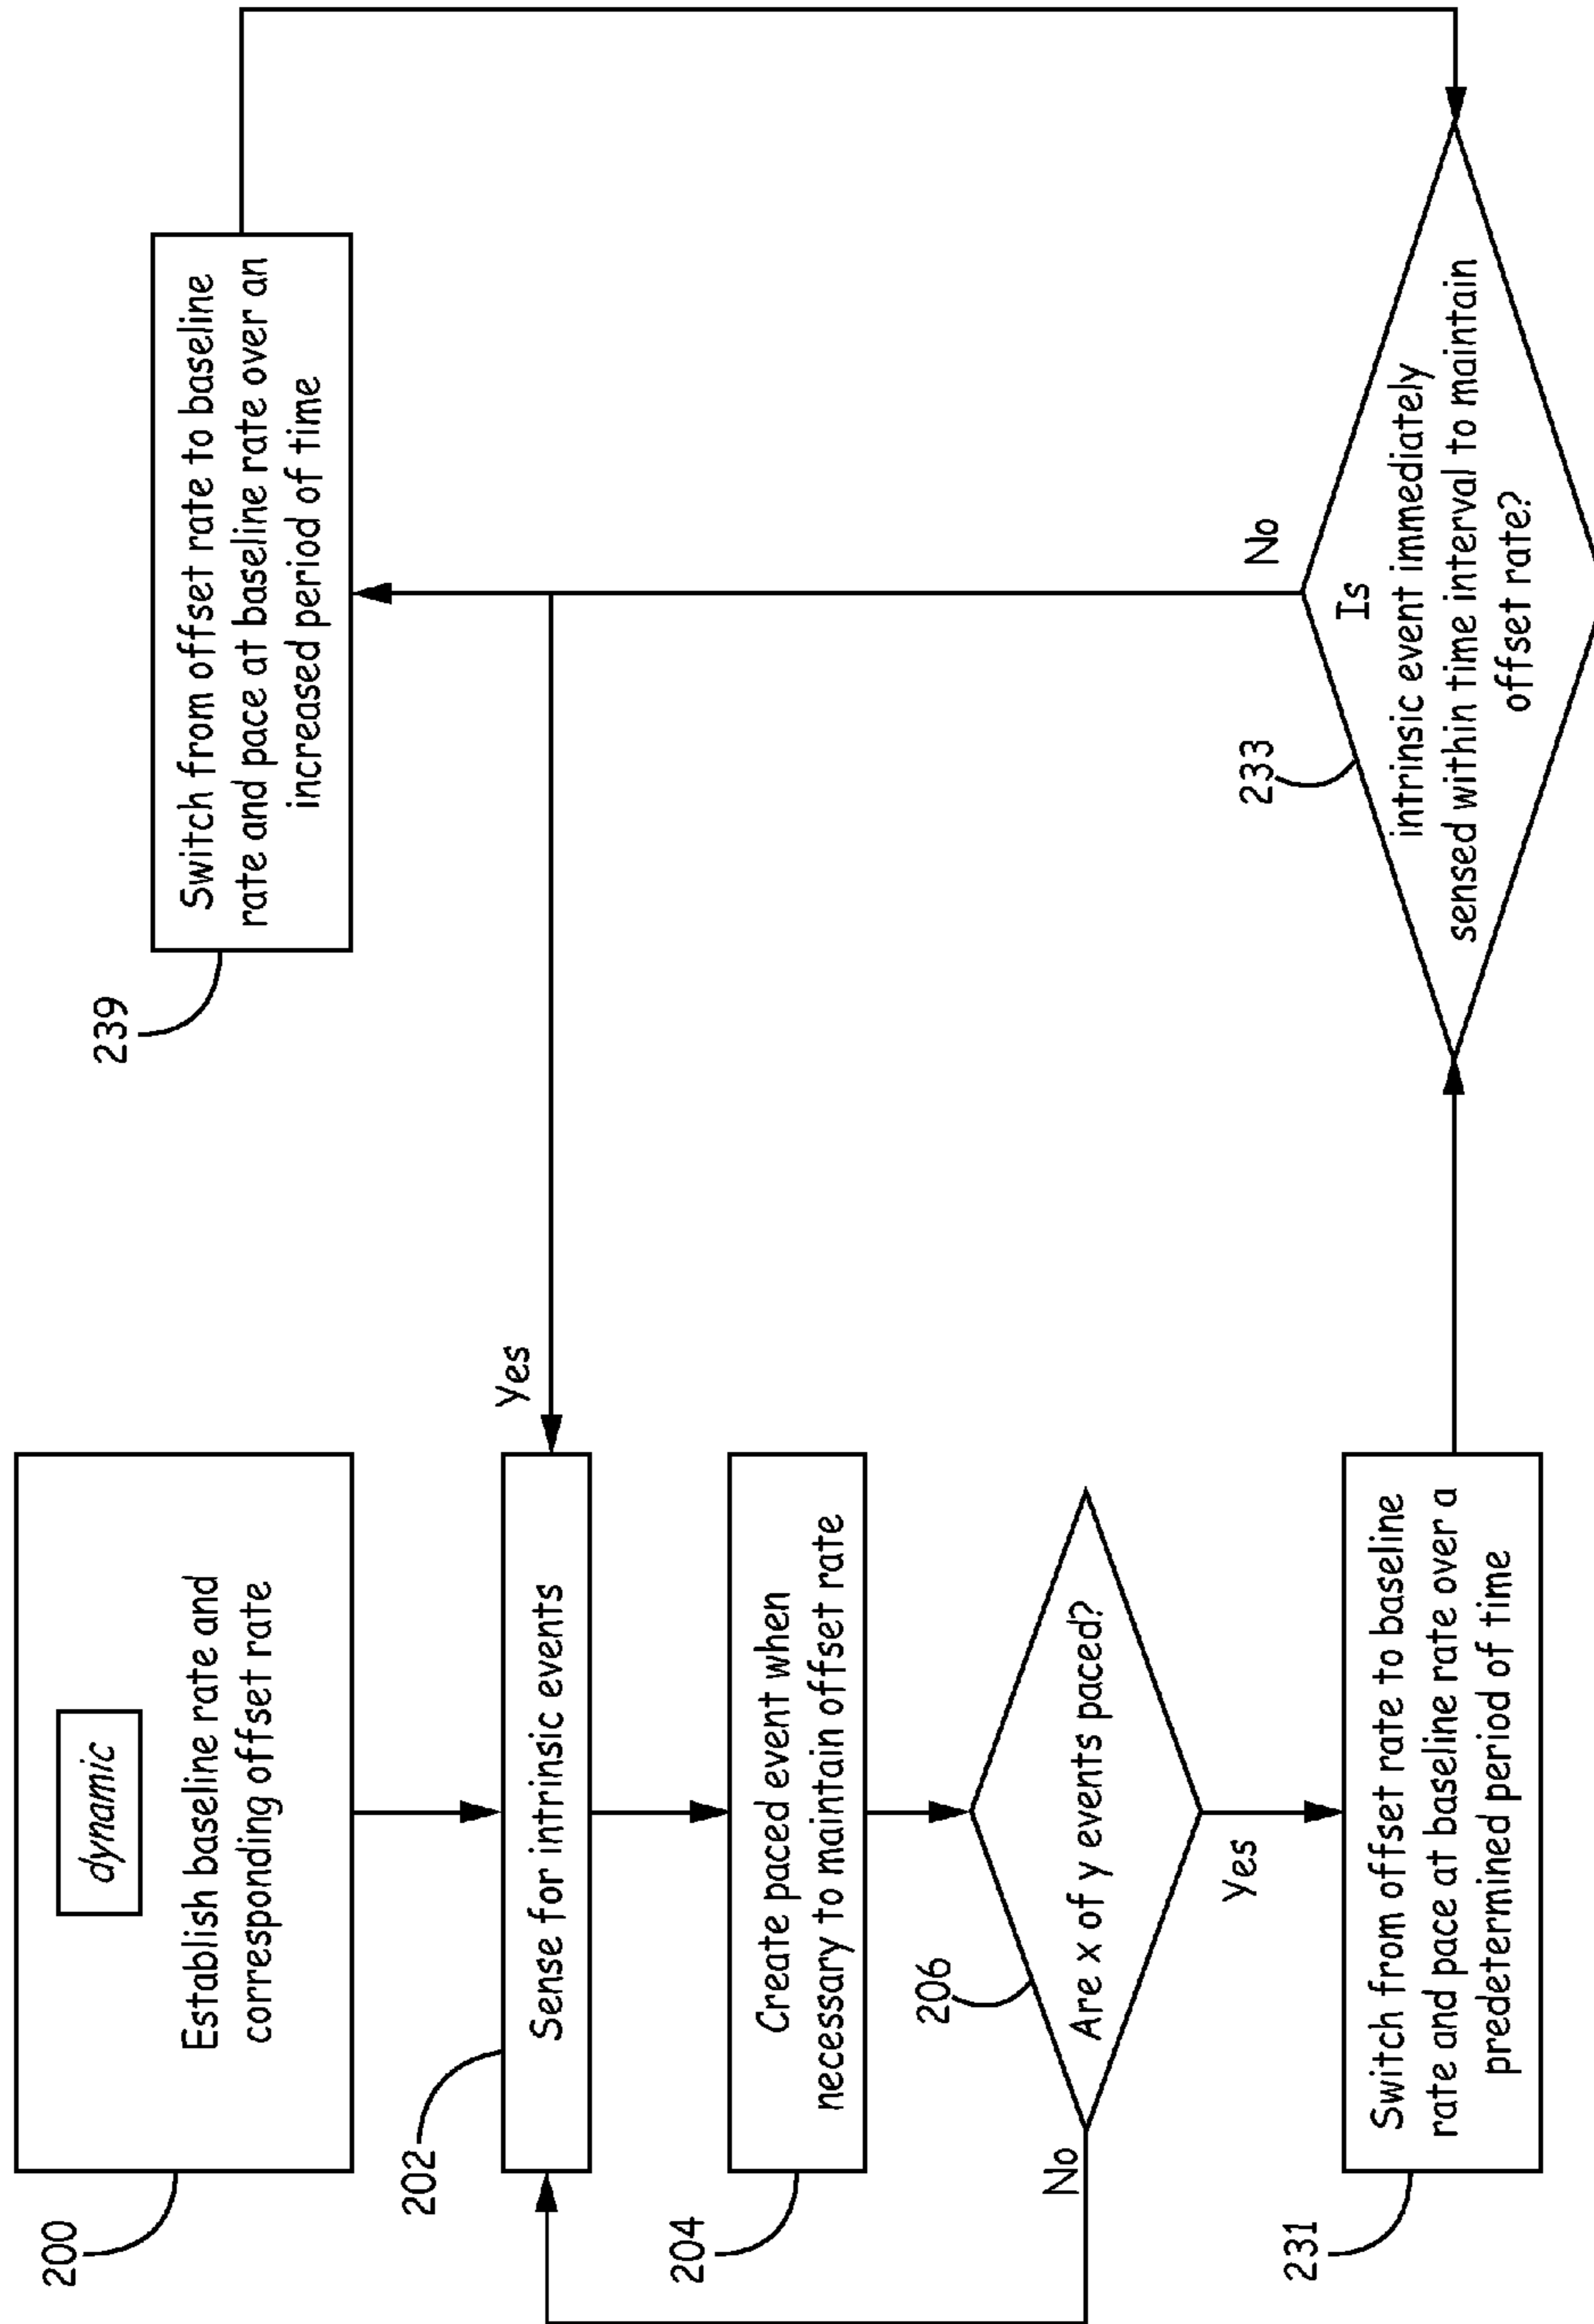 200
dynamic
Establish baseline rate and
corresponding offset rate
202
Sense for intrinsic events
Yes
204
Create paced event when
necessary to maintain offset rate
206
Are x of y events paced?
No
Yes
231
Switch from offset rate to baseline
rate and pace at baseline rate over a
predetermined period of time
239
Switch from offset rate to baseline
rate and pace at baseline rate over an
increased period of time
No
233
Is
intrinsic event immediately
sensed within time interval to maintain
offset rate?